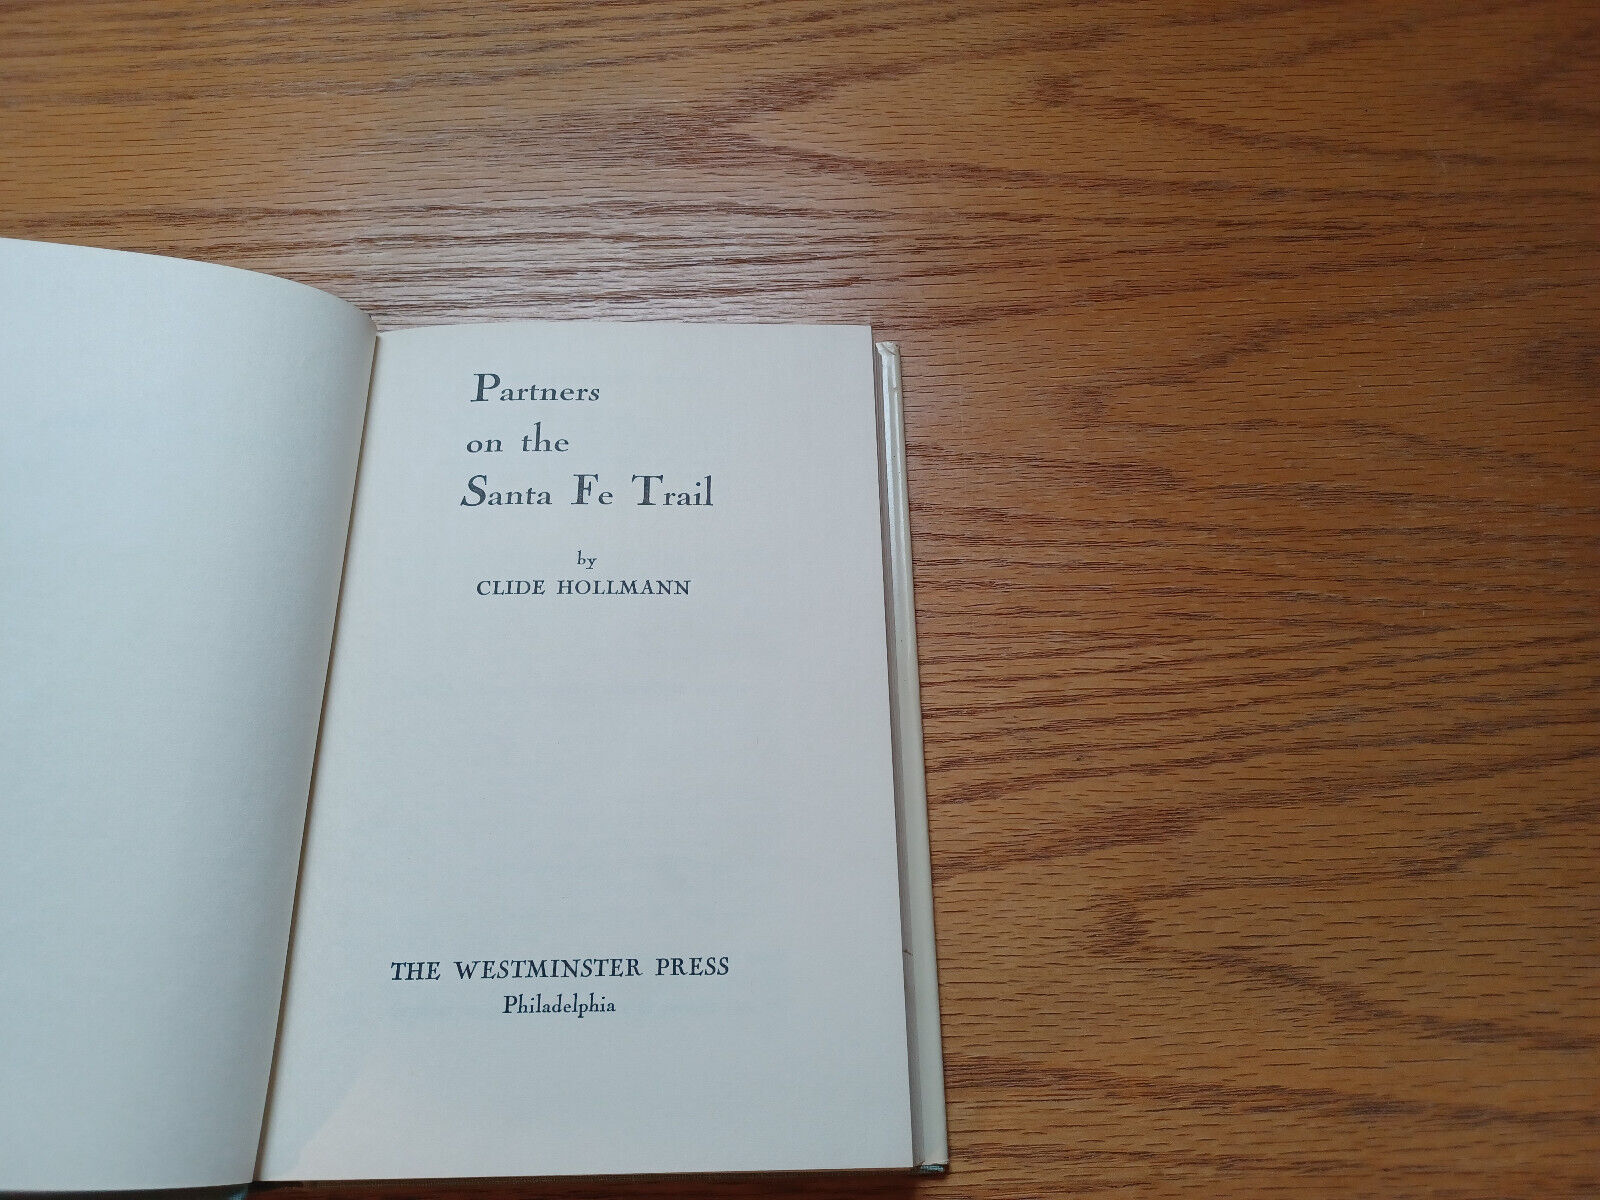 Partners
on the
Santa Fe Trail
by
CLIDE HOLLMANN
THE WESTMINSTER PRESS
Philadelphia